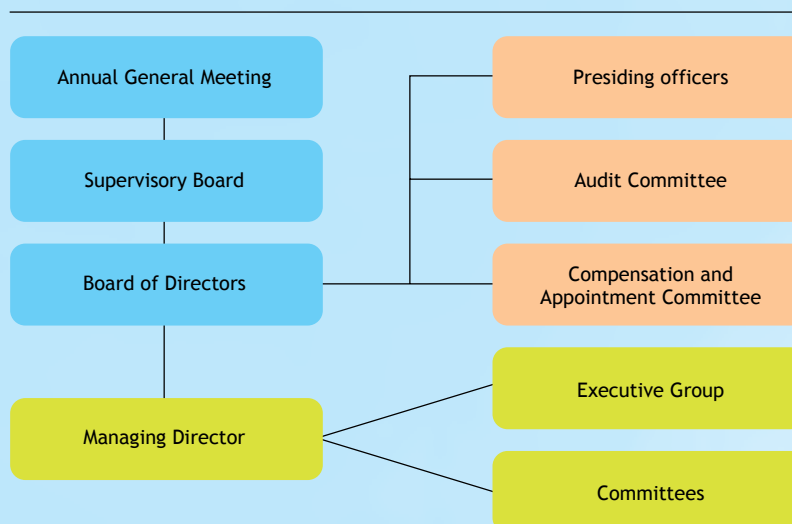 Annual General Meeting
Supervisory Board
Board of Directors
Managing Director
Presiding officers
Audit Committee
Compensation and
Appointment Committee
Executive Group
Committees